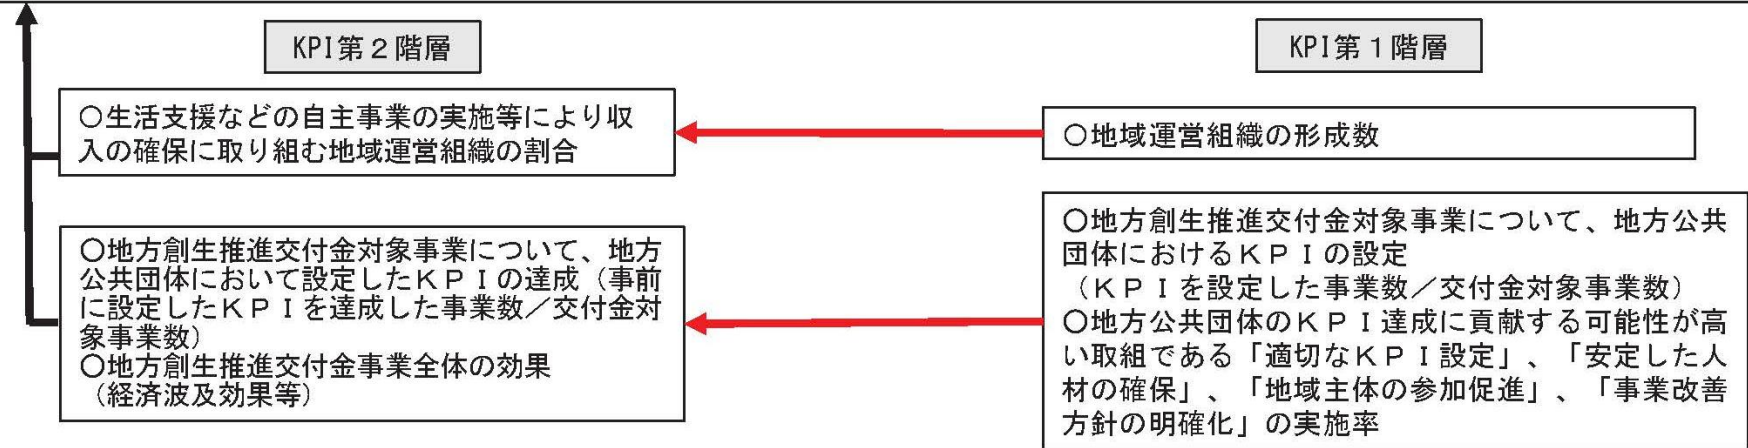 KPI第２階層
KPI第１階層
○生活支援などの自主事業の実施等により収
入の確保に取り組む地域運営組織の割合
○地域運営組織の形成数
○地方創生推進交付金対象事業について、地方
公共団体において設定したＫＰＩの達成（事前
に設定したＫＰＩを達成した事業数／交付金対
象事業数）
○地方創生推進交付金事業全体の効果
（経済波及効果等）
○地方創生推進交付金対象事業について、地方公共
団体におけるＫＰＩの設定
（ＫＰＩを設定した事業数／交付金対象事業数）
○地方公共団体のＫＰＩ達成に貢献する可能性が高
い取組である「適切なＫＰＩ設定」、「安定した人
材の確保」、「地域主体の参加促進」、「事業改善
方針の明確化」の実施率